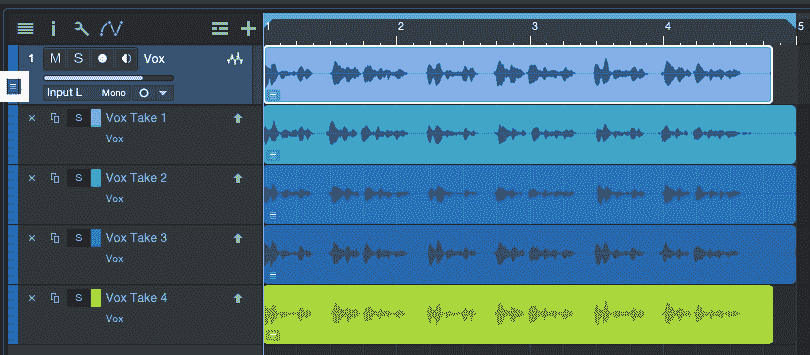 1 2 3 4 5
1 M S Vox
Input L Mono
S Vox Take 1
Vox
S Vox Take 2
Vox
S Vox Take 3
Vox
S Vox Take 4
Vox